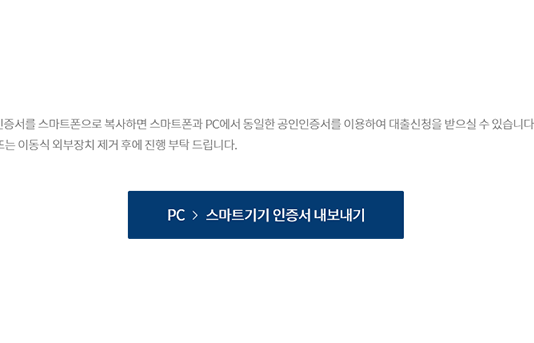 인증서를 스마트폰으로 복사하면 스마트폰과 PC에서 동일한 공인인증서를 이용하여 대출신청을 받으실 수 있습니다
또는 이동식 외부장치 제거 후에 진행 부탁 드립니다.
PC > 스마트기기 인증서 내보내기